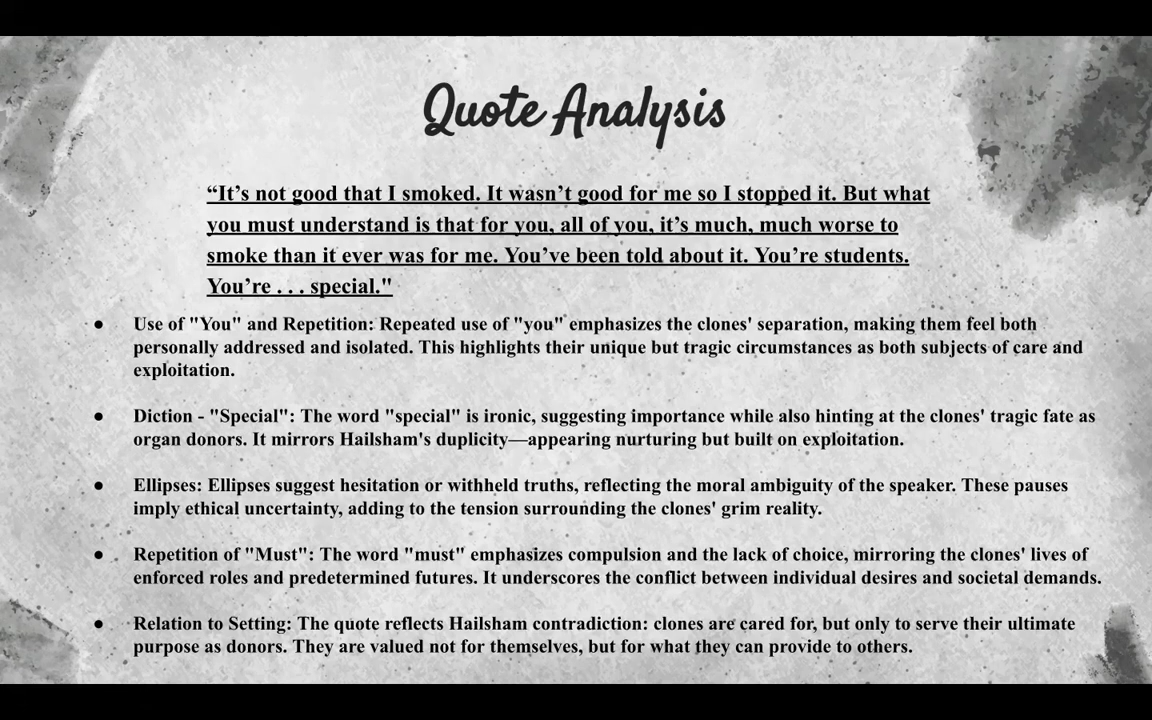 Quote Analysis
“It’s not good that I smoked. It wasn’t good for me so I stopped it. But what
you must understand is that for you, all of you, it’s much, much worse to
smoke than it ever was for me. You’ve been told about it. You’re students.
You’re . . . special."
● Use of "You" and Repetition: Repeated use of "you" emphasizes the clones' separation, making them feel both
personally addressed and isolated. This highlights their unique but tragic circumstances as both subjects of care and
exploitation.
● Diction - "Special": The word "special" is ironic, suggesting importance while also hinting at the clones' tragic fate as
organ donors. It mirrors Hailsham's duplicity—appearing nurturing but built on exploitation.
● Ellipses: Ellipses suggest hesitation or withheld truths, reflecting the moral ambiguity of the speaker. These pauses
imply ethical uncertainty, adding to the tension surrounding the clones' grim reality.
● Repetition of "Must": The word "must" emphasizes compulsion and the lack of choice, mirroring the clones' lives of
enforced roles and predetermined futures. It underscores the conflict between individual desires and societal demands.
● Relation to Setting: The quote reflects Hailsham contradiction: clones are cared for, but only to serve their ultimate
purpose as donors. They are valued not for themselves, but for what they can provide to others.